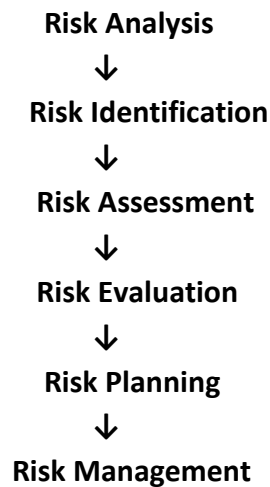 Risk Analysis
↓
Risk Identification
↓
Risk Assessment
↓
Risk Evaluation
↓
Risk Planning
↓
Risk Management